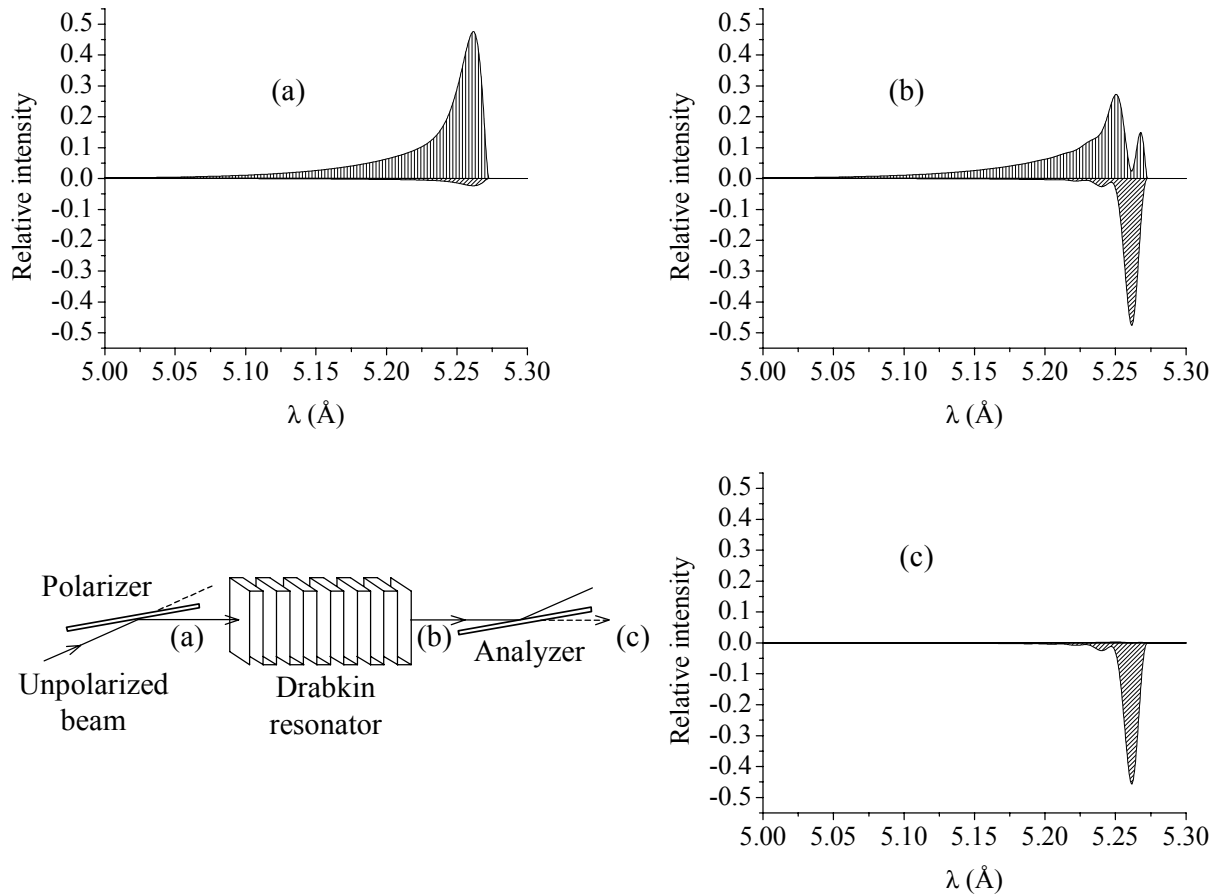 0.5
0.4
0.3
0.2
0.1
0.0
-0.1
-0.2
-0.3
-0.4
-0.5
Relative intensity
(a)
5.00 5.05 5.10 5.15 5.20 5.25 5.30
λ (Å)
0.5
0.4
0.3
0.2
0.1
0.0
-0.1
-0.2
-0.3
-0.4
-0.5
Relative intensity
(b)
5.00 5.05 5.10 5.15 5.20 5.25 5.30
λ (Å)
Polarizer
(a)
(b)
(c)
Unpolarized
beam
Drabkin
resonator
Analyzer
0.5
0.4
0.3
0.2
0.1
0.0
-0.1
-0.2
-0.3
-0.4
-0.5
Relative intensity
(c)
5.00 5.05 5.10 5.15 5.20 5.25 5.30
λ (Å)